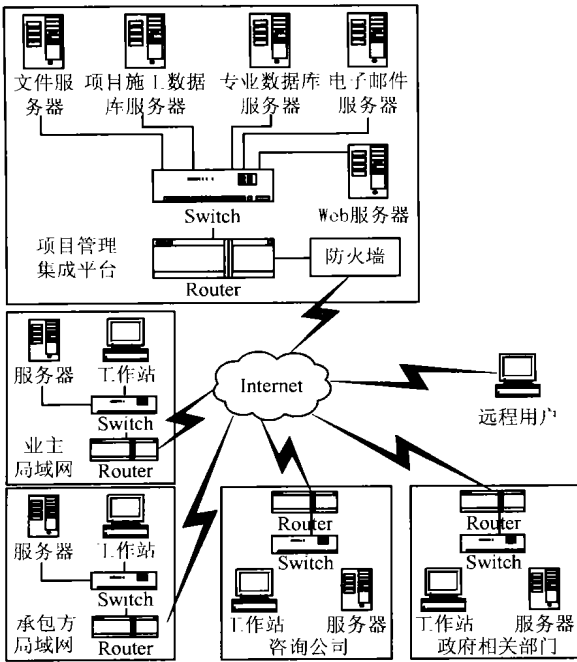 文件服
务器
项目施工数据
库服务器
专业数据库
服务器
电子邮件
服务器
Switch
Web服务器
项目管理
集成平台
Router
防火墙
服务器
工作站
Switch
业主
局域网
Router
Internet
远程用户
服务器
工作站
Switch
承包方
局域网
Router
Router
Switch
工作站
服务器
咨询公司
Router
Switch
工作站
服务器
政府相关部门